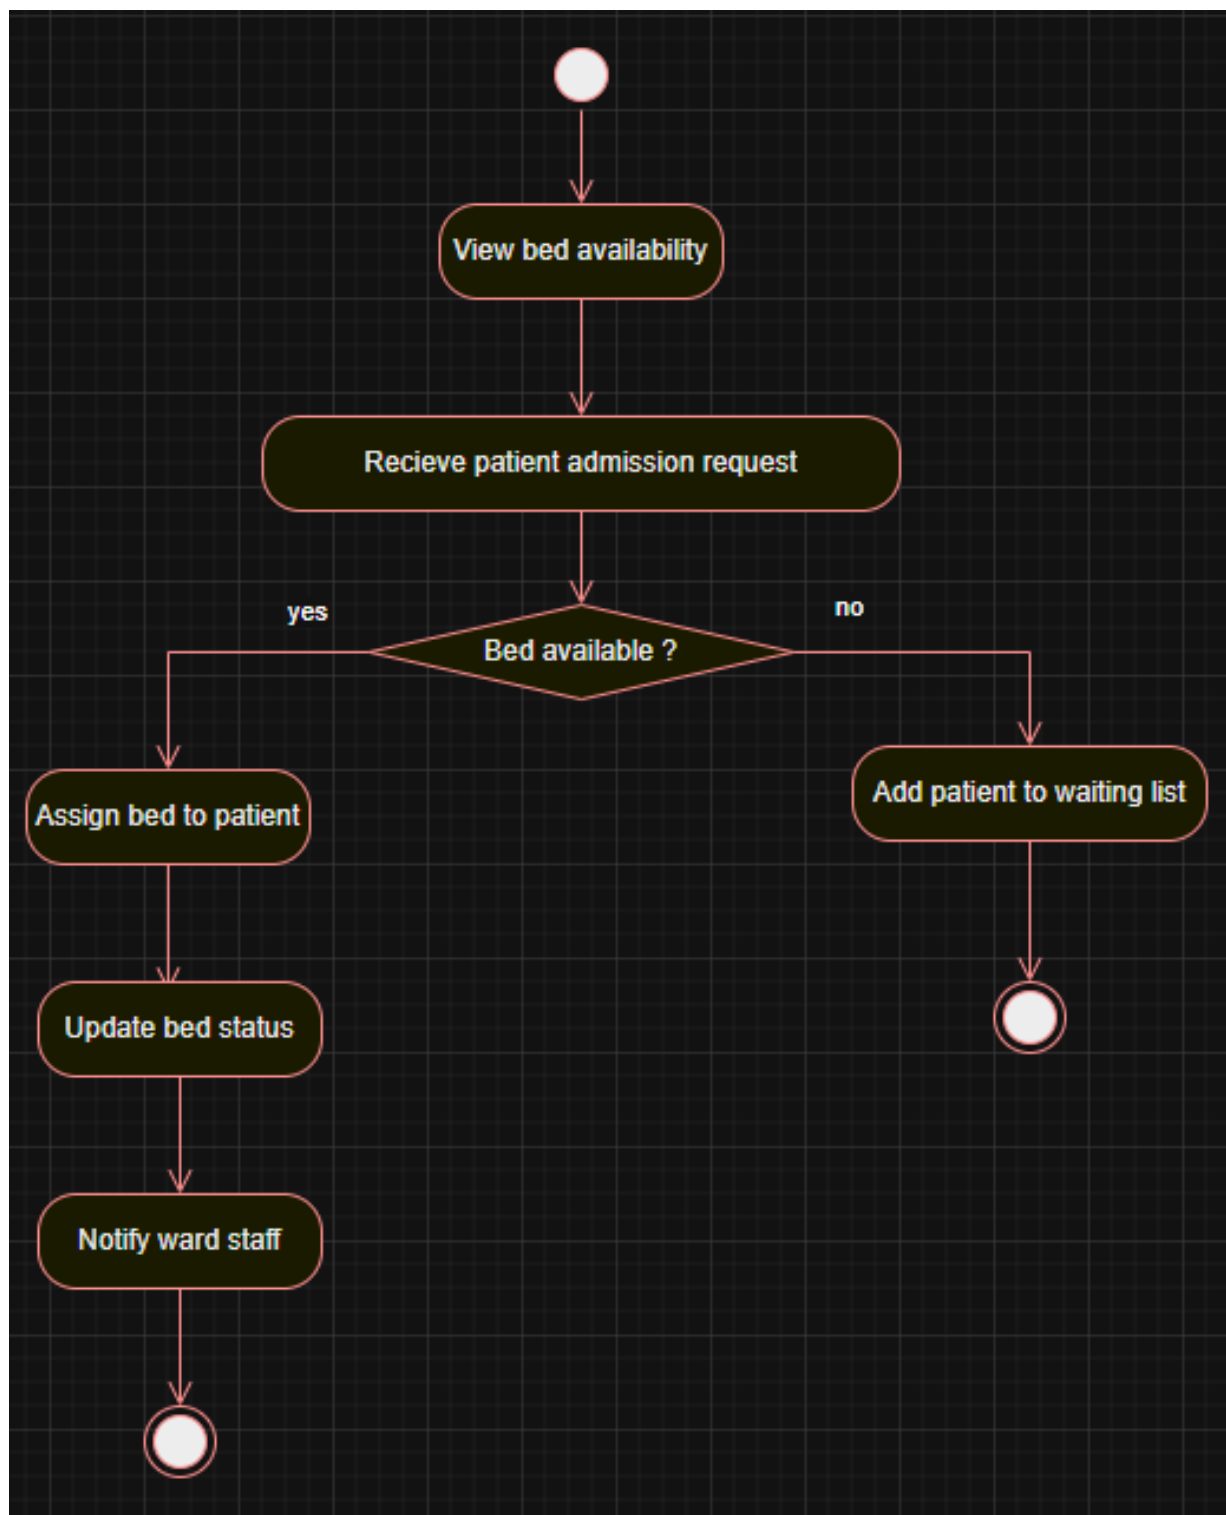 View bed availability
Recieve patient admission request
yes
no
Bed available ?
Assign bed to patient
Add patient to waiting list
Update bed status
Notify ward staff